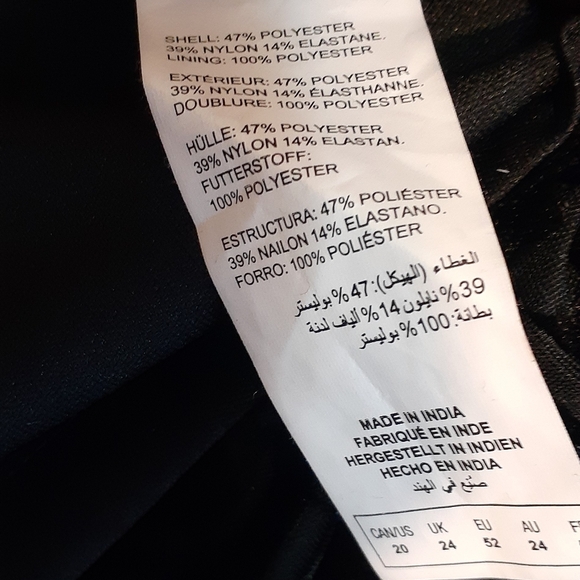 SHELL: 47% POLYESTER
39% NYLON 14% ELASTANE.
LINING: 100% POLYESTER
EXTÉRIEUR: 47% POLYESTER
39% NYLON 14% ÉLASTHANNE.
DOUBLURE: 100% POLYESTER
HÜLLE: 47% POLYESTER
39% NYLON 14% ELASTAN.
FUTTERSTOFF:
100% POLYESTER
ESTRUCTURA: 47% POLIÉSTER
39% NAILON 14% ELASTANO.
FORRO: 100% POLIÉSTER
الغطاء (الهيكل): 47% بوليستر
39% نايلون 14% ألياف لدنة
بطانة: 100% بوليستر
MADE IN INDIA
FABRIQUÉ EN INDE
HERGESTELLT IN INDIEN
HECHO EN INDIA
صنّع في الهند
CAN/US UK EU AU
20 24 52 24